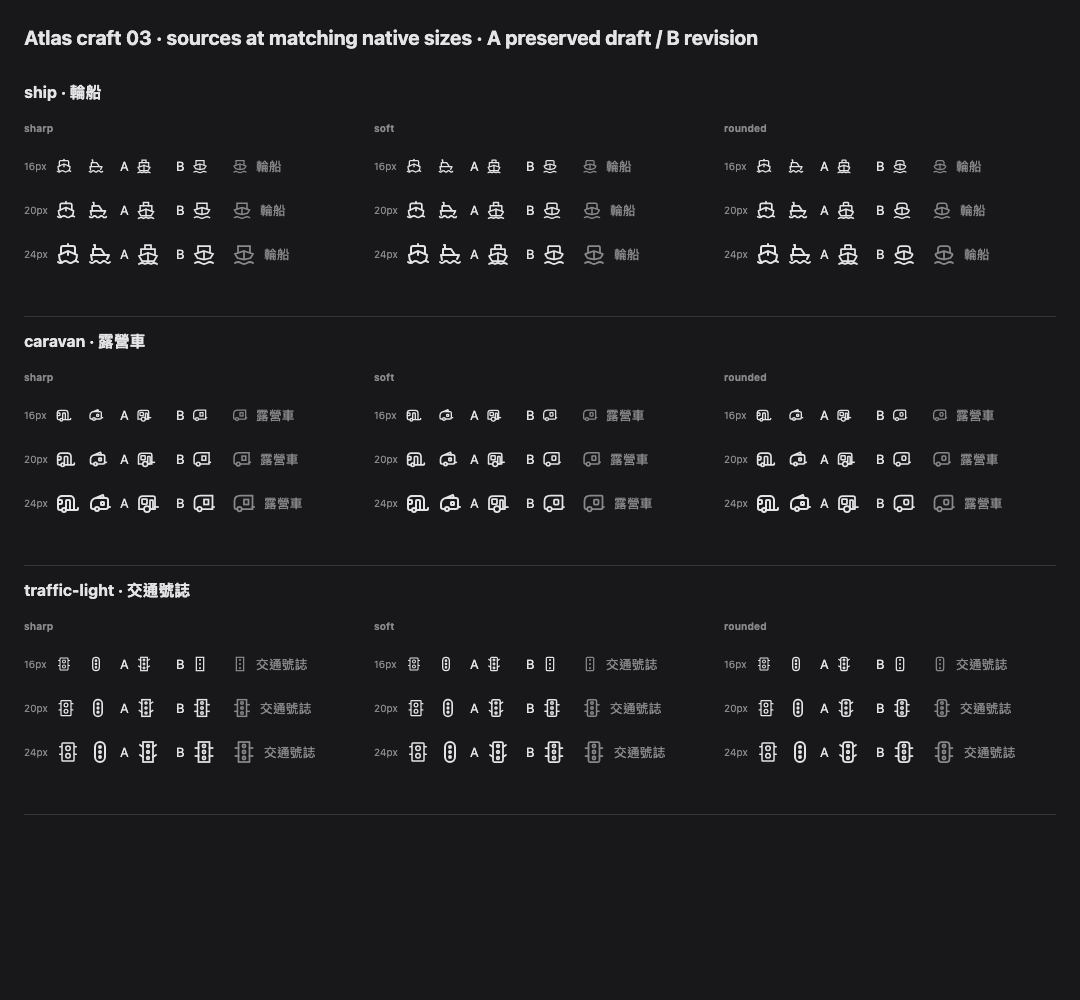 Atlas craft 03 · sources at matching native sizes · A preserved draft / B revision
ship · 輪船
sharp soft rounded
16px A B 輪船 16px A B 輪船 16px A B 輪船
20px A B 輪船 20px A B 輪船 20px A B 輪船
24px A B 輪船 24px A B 輪船 24px A B 輪船
caravan · 露營車
sharp soft rounded
16px A B 露營車 16px A B 露營車 16px A B 露營車
20px A B 露營車 20px A B 露營車 20px A B 露營車
24px A B 露營車 24px A B 露營車 24px A B 露營車
traffic-light · 交通號誌
sharp soft rounded
16px A B 交通號誌 16px A B 交通號誌 16px A B 交通號誌
20px A B 交通號誌 20px A B 交通號誌 20px A B 交通號誌
24px A B 交通號誌 24px A B 交通號誌 24px A B 交通號誌